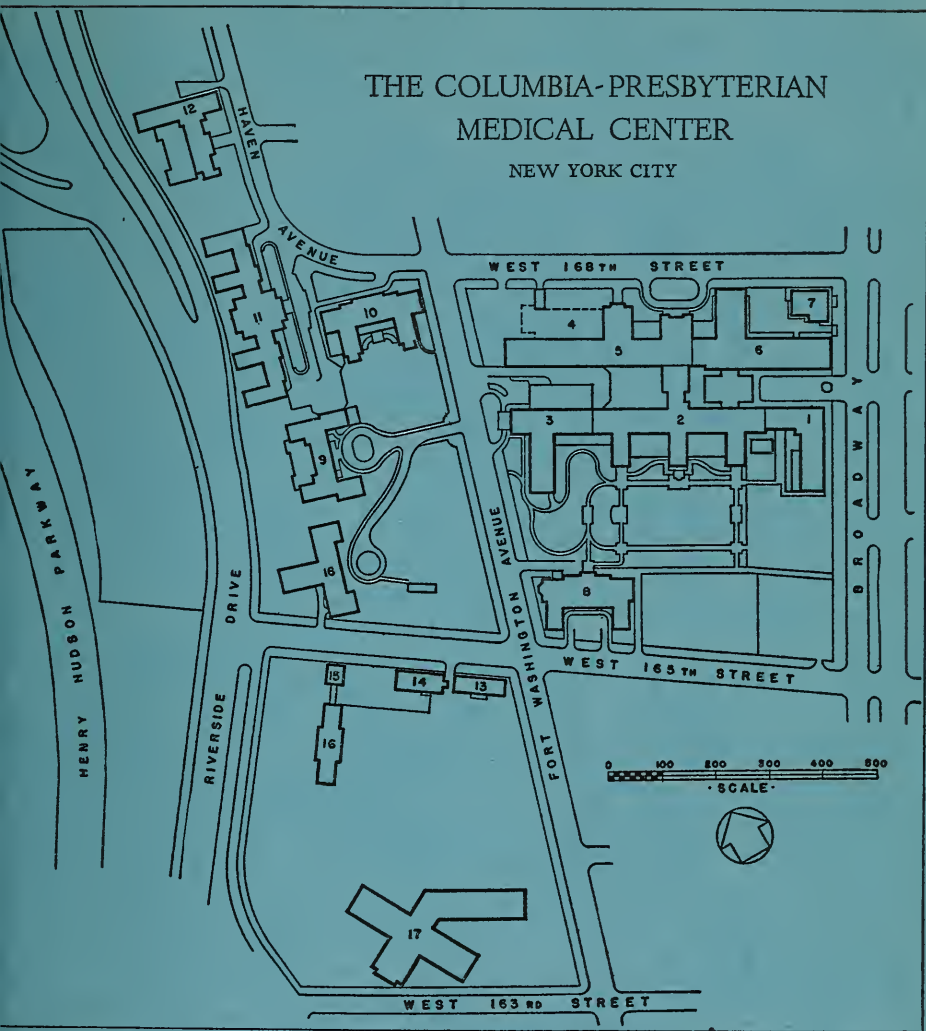 THE COLUMBIA-PRESBYTERIAN
MEDICAL CENTER
NEW YORK CITY
12
HAVEN
AVENUE
WEST 168TH STREET
7
4
11
10
5
6
3
2
1
9
BROADWAY
HENRY HUDSON PARKWAY
RIVERSIDE DRIVE
18
FORT WASHINGTON AVENUE
8
WEST 165TH STREET
15
14
13
16
0 100 200 300 400 500
·SCALE·
17
WEST 163RD STREET